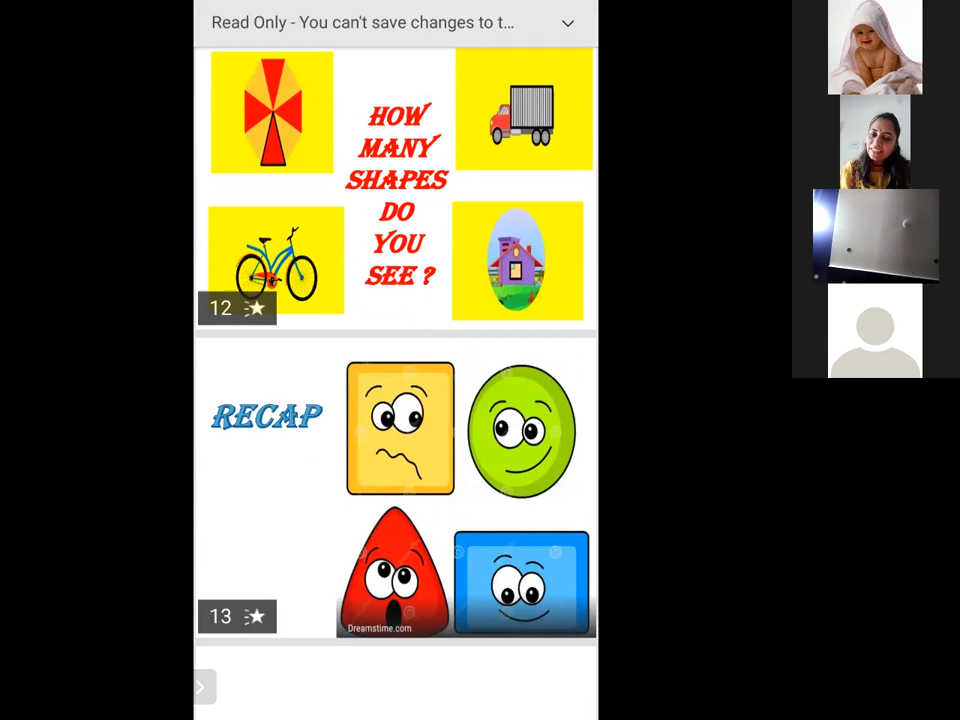 Read Only - You can't save changes to t...
HOW
MANY
SHAPES
DO
YOU
SEE ?
12
RECAP
13
Dreamstime.com